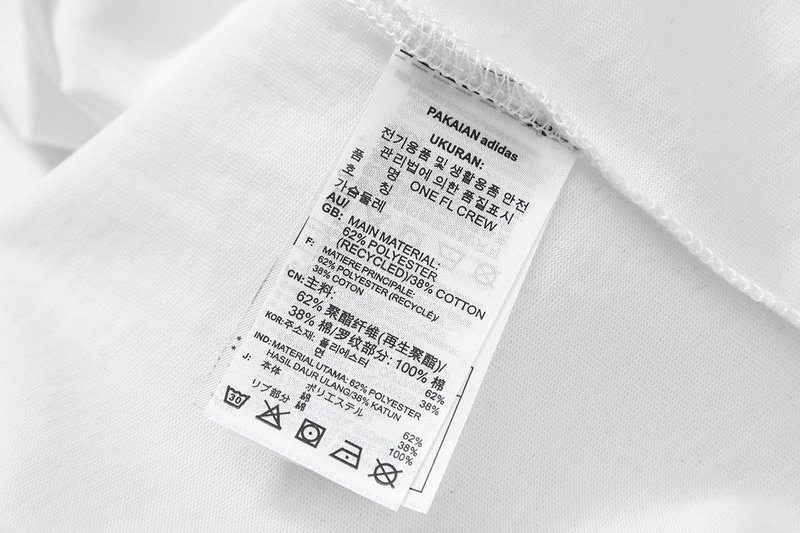 PAKAIAN adidas
UKURAN:
전기용품 및 생활용품 안전
관리법에 의한 품질표시
품 명 ONE FL CREW
호 칭
가슴둘레
AU/
GB: MAIN MATERIAL:
62% POLYESTER
(RECYCLED)/38% COTTON
F: MATIERE PRINCIPALE:
62% POLYESTER (RECYCLÉ)/
38% COTON
CN: 主料:
62% 聚酯纤维(再生聚酯)/
38% 棉/罗纹部分: 100% 棉
KOR: 주소재: 폴리에스터 62%
면 38%
IND: MATERIAL UTAMA: 62% POLYESTER
HASIL DAUR ULANG/38% KATUN
J: 本体 ポリエステル 62%
綿 38%
リブ部分 綿 100%
30